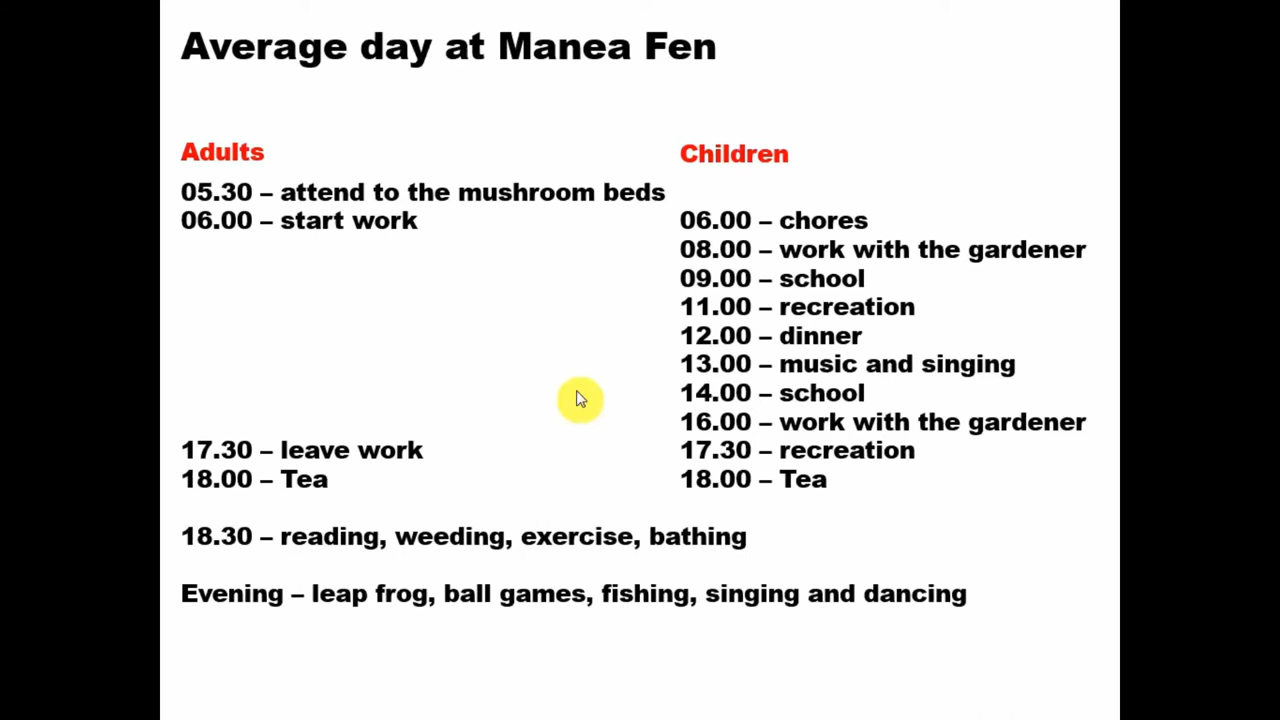 Average day at Manea Fen
Adults
05.30 – attend to the mushroom beds
06.00 – start work
17.30 – leave work
18.00 – Tea
Children
06.00 – chores
08.00 – work with the gardener
09.00 – school
11.00 – recreation
12.00 – dinner
13.00 – music and singing
14.00 – school
16.00 – work with the gardener
17.30 – recreation
18.00 – Tea
18.30 – reading, weeding, exercise, bathing
Evening – leap frog, ball games, fishing, singing and dancing